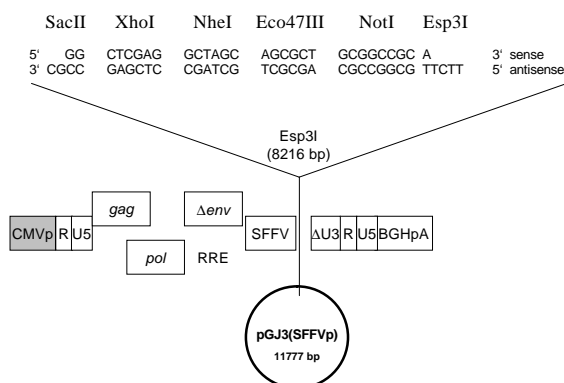 SacII XhoI NheI Eco47III NotI Esp3I
5‘ GG CTCGAG GCTAGC AGCGCT GCGGCCGC A 3‘ sense
3‘ CGCC GAGCTC CGATCG TCGCGA CGCCGGCG TTCTT 5‘ antisense
Esp3I
(8216 bp)
gag Δenv
CMVp R U5 SFFV ΔU3 R U5 BGHpA
pol RRE
pGJ3(SFFVp)
11777 bp